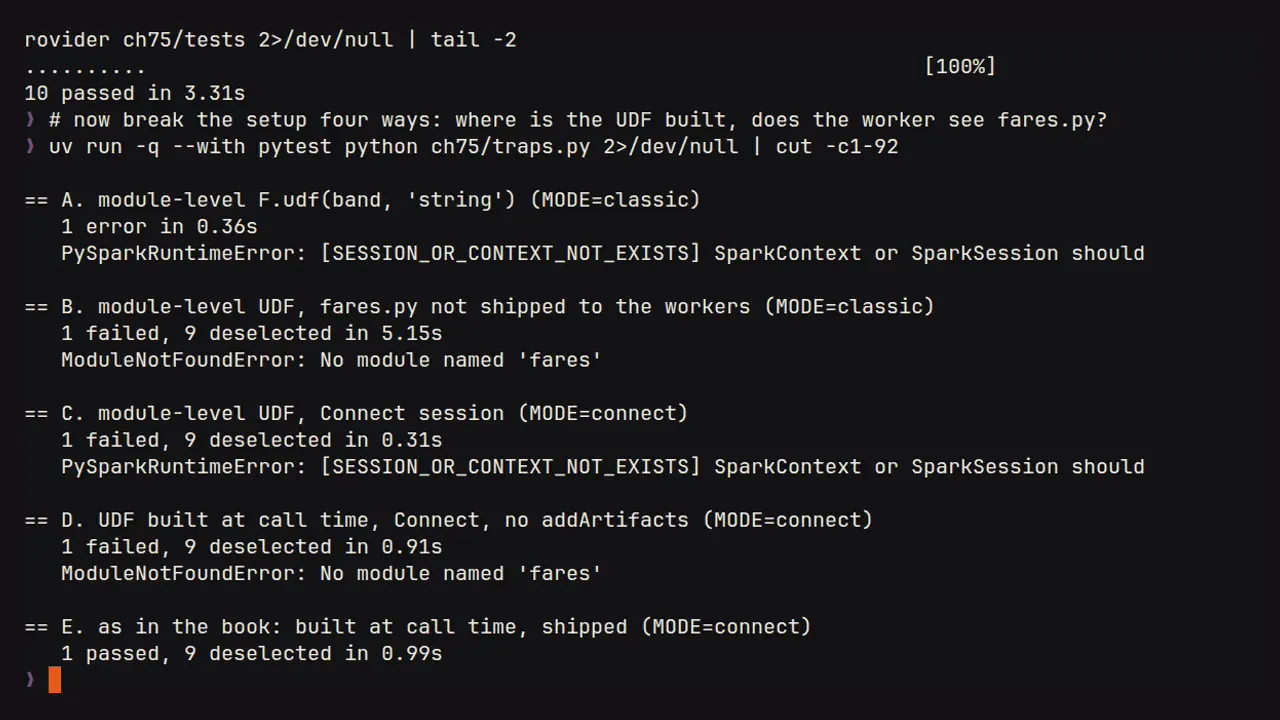 rovider ch75/tests 2>/dev/null | tail -2
.......... [100%]
10 passed in 3.31s
❯ # now break the setup four ways: where is the UDF built, does the worker see fares.py?
❯ uv run -q --with pytest python ch75/traps.py 2>/dev/null | cut -c1-92
== A. module-level F.udf(band, 'string') (MODE=classic)
1 error in 0.36s
PySparkRuntimeError: [SESSION_OR_CONTEXT_NOT_EXISTS] SparkContext or SparkSession should
== B. module-level UDF, fares.py not shipped to the workers (MODE=classic)
1 failed, 9 deselected in 5.15s
ModuleNotFoundError: No module named 'fares'
== C. module-level UDF, Connect session (MODE=connect)
1 failed, 9 deselected in 0.31s
PySparkRuntimeError: [SESSION_OR_CONTEXT_NOT_EXISTS] SparkContext or SparkSession should
== D. UDF built at call time, Connect, no addArtifacts (MODE=connect)
1 failed, 9 deselected in 0.91s
ModuleNotFoundError: No module named 'fares'
== E. as in the book: built at call time, shipped (MODE=connect)
1 passed, 9 deselected in 0.99s
❯